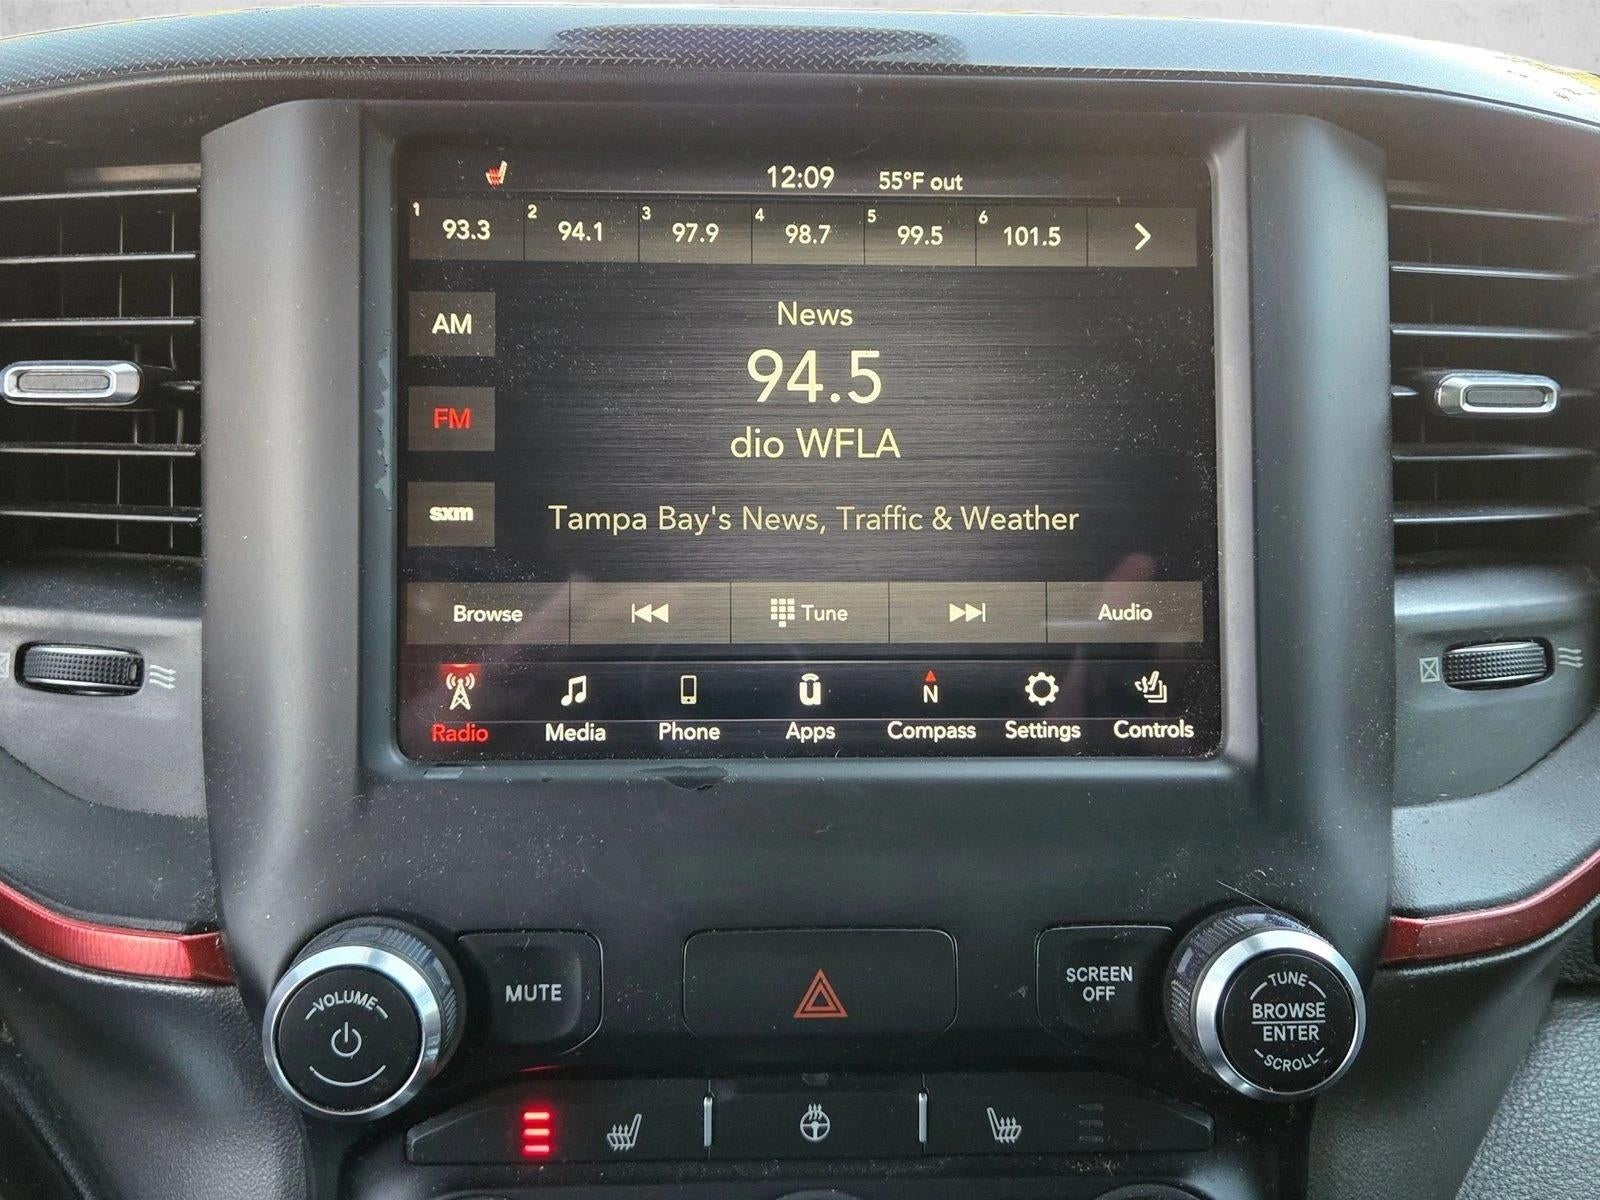 12:09 55°F out
1 93.3 2 94.1 3 97.9 4 98.7 5 99.5 6 101.5
AM
News
94.5
FM
dio WFLA
sxm
Tampa Bay's News, Traffic & Weather
Browse Tune Audio
N
Radio Media Phone Apps Compass Settings Controls
VOLUME
MUTE
SCREEN
OFF
TUNE
BROWSE
ENTER
SCROLL